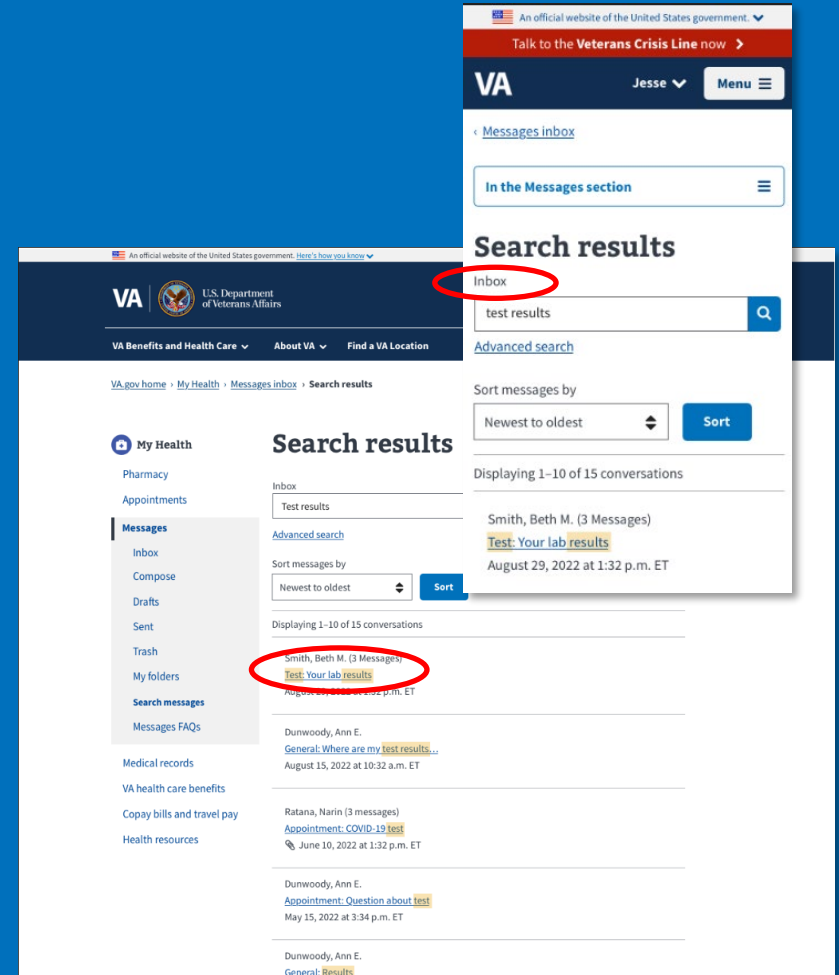 An official website of the United States government.
Talk to the Veterans Crisis Line now
VA
Jesse
Menu
‹ Messages inbox
In the Messages section
Search results
Inbox
test results
Advanced search
Sort messages by
Newest to oldest
Sort
Displaying 1–10 of 15 conversations
Smith, Beth M. (3 Messages)
Test: Your lab results
August 29, 2022 at 1:32 p.m. ET
An official website of the United States government. Here's how you know
VA
U.S. Department
of Veterans Affairs
VA Benefits and Health Care
About VA
Find a VA Location
VA.gov home › My Health › Messages inbox › Search results
My Health
Pharmacy
Appointments
Messages
Inbox
Compose
Drafts
Sent
Trash
My folders
Search messages
Messages FAQs
Medical records
VA health care benefits
Copay bills and travel pay
Health resources
Search results
Inbox
Test results
Advanced search
Sort messages by
Newest to oldest
Sort
Displaying 1–10 of 15 conversations
Smith, Beth M. (3 Messages)
Test: Your lab results
August 29, 2022 at 1:32 p.m. ET
Dunwoody, Ann E.
General: Where are my test results...
August 15, 2022 at 10:32 a.m. ET
Ratana, Narin (3 messages)
Appointment: COVID-19 test
June 10, 2022 at 1:32 p.m. ET
Dunwoody, Ann E.
Appointment: Question about test
May 15, 2022 at 3:34 p.m. ET
Dunwoody, Ann E.
General: Results